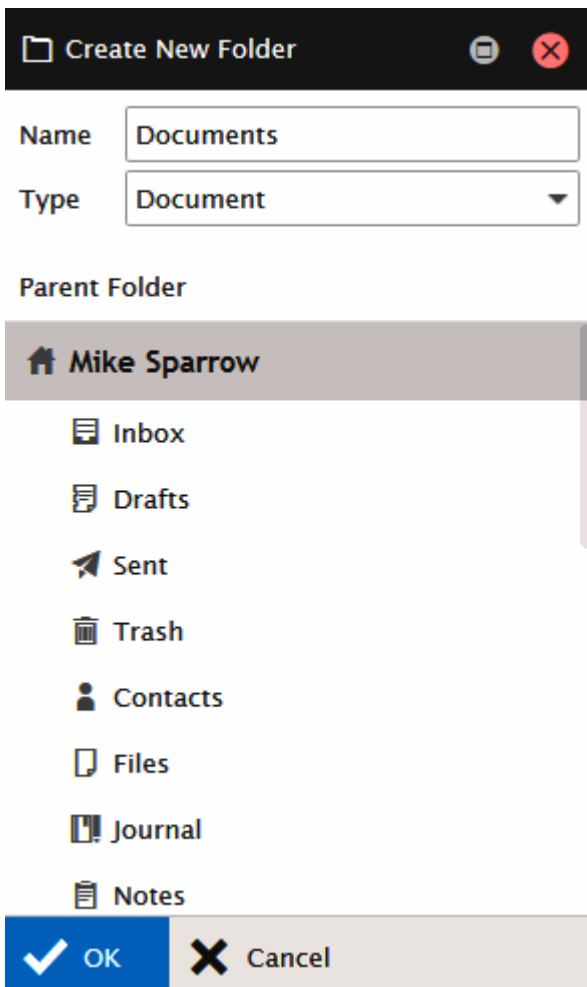 Create New Folder
Name Documents
Type Document
Parent Folder
Mike Sparrow
Inbox
Drafts
Sent
Trash
Contacts
Files
Journal
Notes
OK Cancel